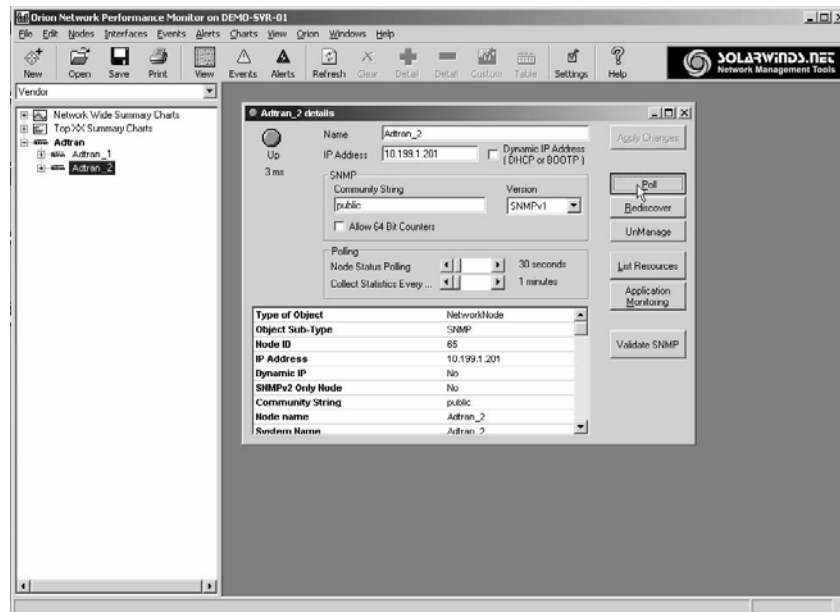 Orion Network Performance Monitor on DEMO-SVR-01
File Edit Nodes Interfaces Events Alerts Charts View Orion Windows Help
New Open Save Print View Events Alerts Refresh Clear Detail Detail Custom Table Settings Help
SOLARWINDS.NET
Network Management Tools
Vendor
Network Wide Summary Charts
Top XX Summary Charts
Adtran
Adtran_1
Adtran_2
Adtran_2 details
Up
3 ms
Name Adtran_2
IP Address 10.199.1.201
Dynamic IP Address
(DHCP or BOOTP)
SNMP
Community String Version
public SNMPv1
Allow 64 Bit Counters
Polling
Node Status Polling 30 seconds
Collect Statistics Every ... 1 minutes
Apply Changes
Poll
Rediscover
UnManage
List Resources
Application
Monitoring
Validate SNMP
Type of Object NetworkNode
Object Sub-Type SNMP
Node ID 65
IP Address 10.199.1.201
Dynamic IP No
SNMPv2 Only Node No
Community String public
Node name Adtran_2
System Name Adtran_2